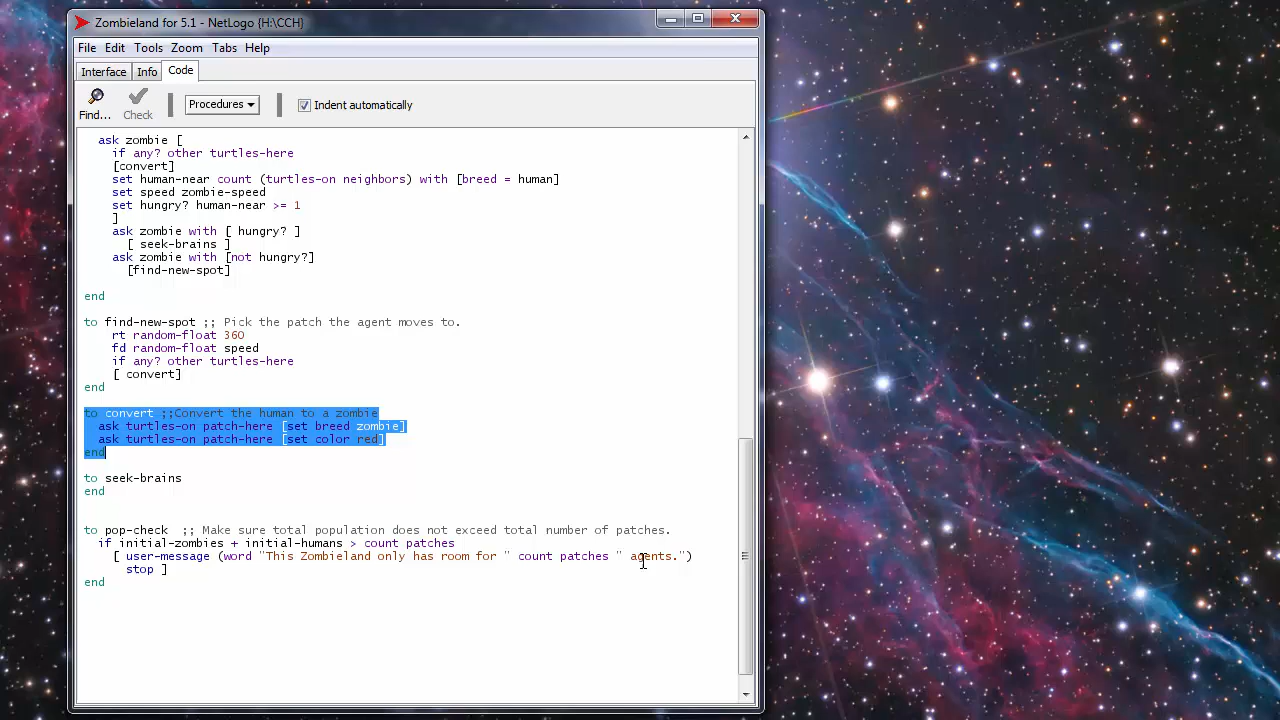 Zombieland for 5.1 - NetLogo {H:\CCH}
File Edit Tools Zoom Tabs Help
Interface Info Code
Find... Check Procedures Indent automatically
ask zombie [
if any? other turtles-here
[convert]
set human-near count (turtles-on neighbors) with [breed = human]
set speed zombie-speed
set hungry? human-near >= 1
]
ask zombie with [ hungry? ]
[ seek-brains ]
ask zombie with [not hungry?]
[find-new-spot]
end
to find-new-spot ;; Pick the patch the agent moves to.
rt random-float 360
fd random-float speed
if any? other turtles-here
[ convert]
end
to convert ;;Convert the human to a zombie
ask turtles-on patch-here [set breed zombie]
ask turtles-on patch-here [set color red]
end
to seek-brains
end
to pop-check ;; Make sure total population does not exceed total number of patches.
if initial-zombies + initial-humans > count patches
[ user-message (word "This Zombieland only has room for " count patches " agents.")
stop ]
end